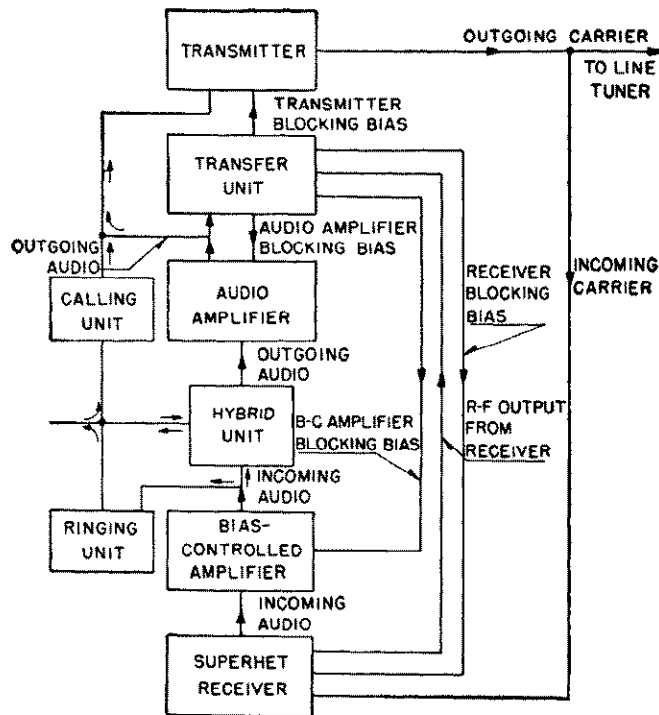 OUTGOING CARRIER
TO LINE
TUNER
TRANSMITTER
TRANSMITTER
BLOCKING BIAS
TRANSFER
UNIT
AUDIO AMPLIFIER
BLOCKING BIAS
OUTGOING
AUDIO
CALLING
UNIT
AUDIO
AMPLIFIER
RECEIVER
BLOCKING
BIAS
INCOMING
CARRIER
OUTGOING
AUDIO
HYBRID
UNIT
B-C AMPLIFIER
BLOCKING BIAS
R-F OUTPUT
FROM
RECEIVER
INCOMING
AUDIO
RINGING
UNIT
BIAS-
CONTROLLED
AMPLIFIER
INCOMING
AUDIO
SUPERHET
RECEIVER